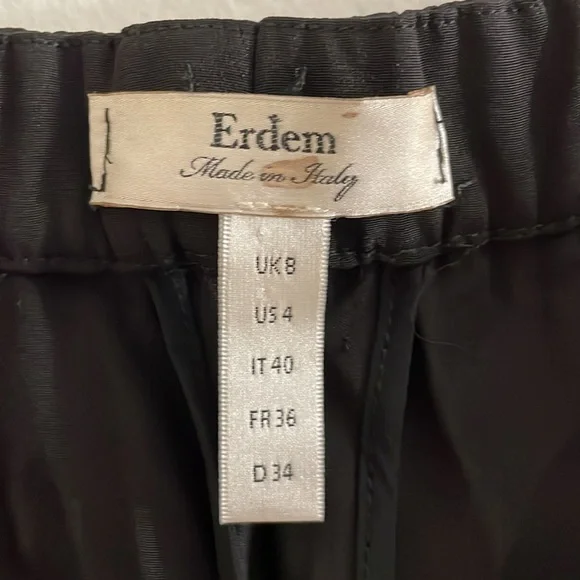 Erdem
Made in Italy
UK 8
US 4
IT 40
FR 36
D 34